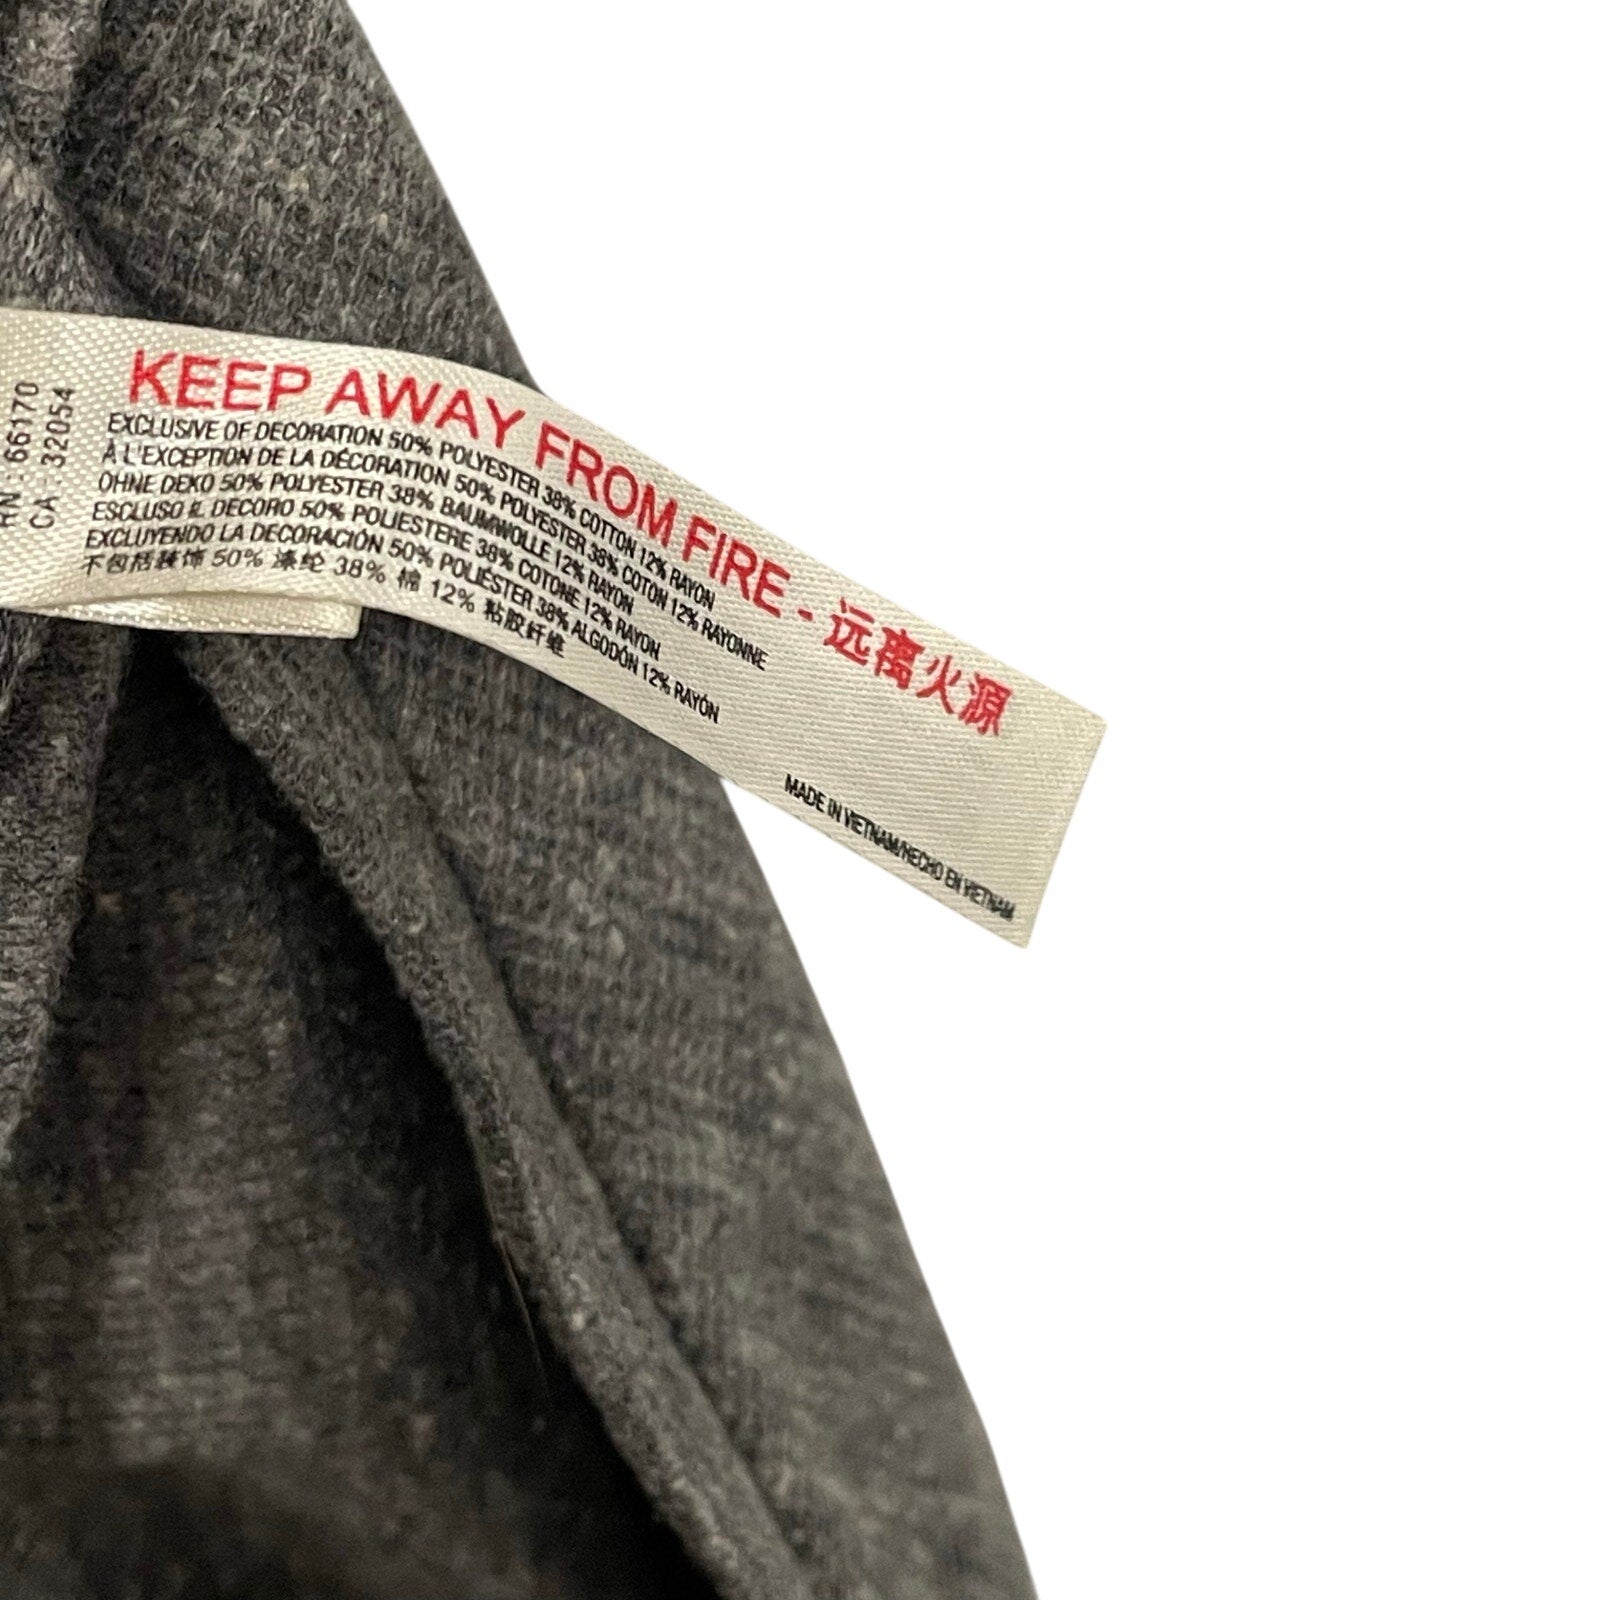 RN : 66170
CA : 32054
KEEP AWAY FROM FIRE - 远离火源
EXCLUSIVE OF DECORATION 50% POLYESTER 38% COTTON 12% RAYON
À L'EXCEPTION DE LA DÉCORATION 50% POLYESTER 38% COTON 12% RAYONNE
OHNE DEKO 50% POLYESTER 38% BAUMWOLLE 12% RAYON
ESCLUSO IL DECORO 50% POLIESTERE 38% COTONE 12% RAYON
EXCLUYENDO LA DECORACIÓN 50% POLIÉSTER 38% ALGODÓN 12% RAYÓN
不包括装饰 50% 涤纶 38% 棉 12% 粘胶纤维
MADE IN VIETNAM/HECHO EN VIETNAM